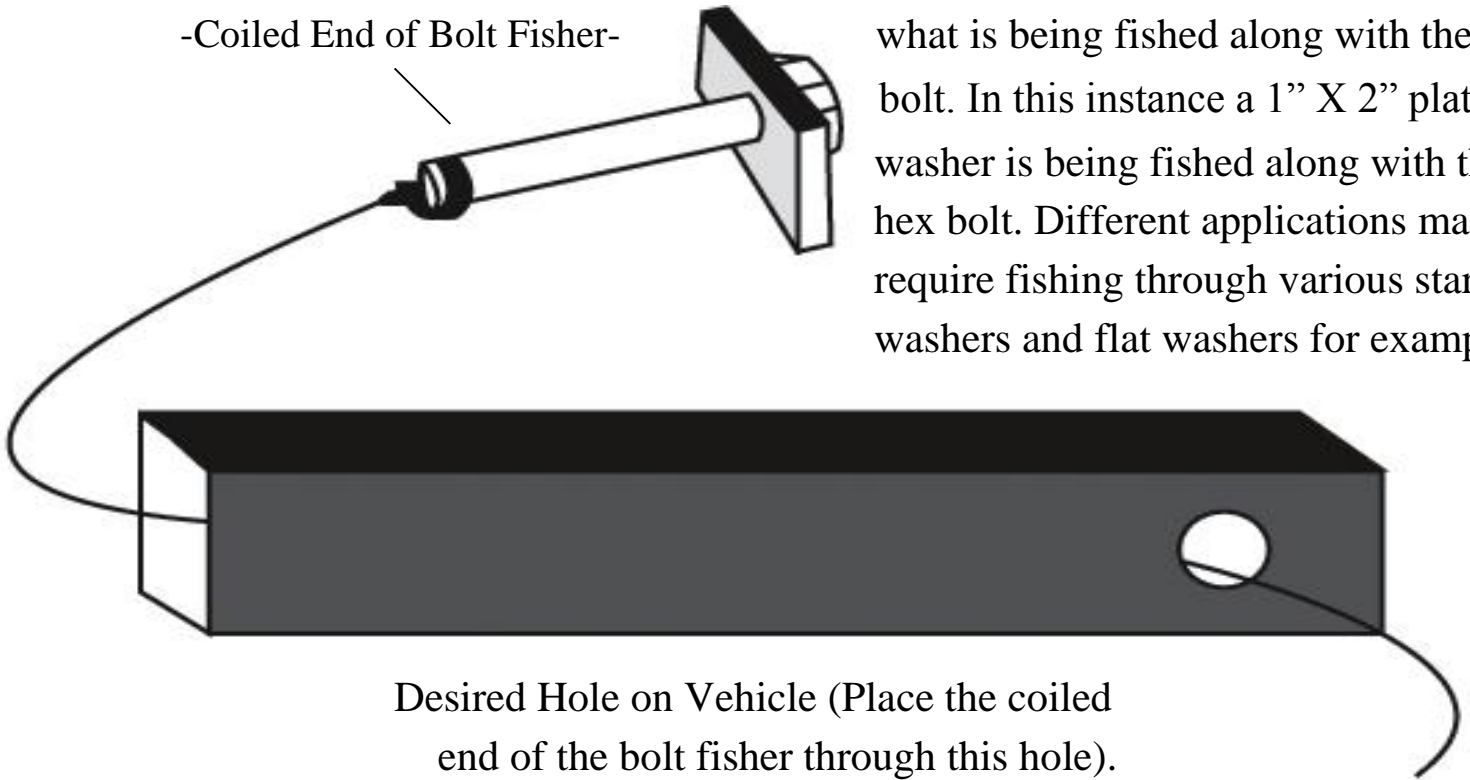 -Coiled End of Bolt Fisher-
what is being fished along with the
bolt. In this instance a 1” X 2” plat
washer is being fished along with t
hex bolt. Different applications ma
require fishing through various star
washers and flat washers for examp
Desired Hole on Vehicle (Place the coiled
end of the bolt fisher through this hole).